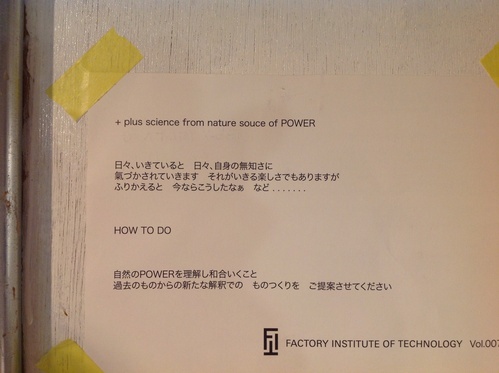 + plus science from nature souce of POWER
日々、いきていると　日々、自身の無知さに
氣づかされていきます　それがいきる楽しさでもありますが
ふりかえると　今ならこうしたなぁ　など . . . . . . .
HOW TO DO
自然のPOWERを理解し和合いくこと
過去のものからの新たな解釈での　ものつくりを　ご提案させてください
FACTORY INSTITUTE OF TECHNOLOGY Vol.007